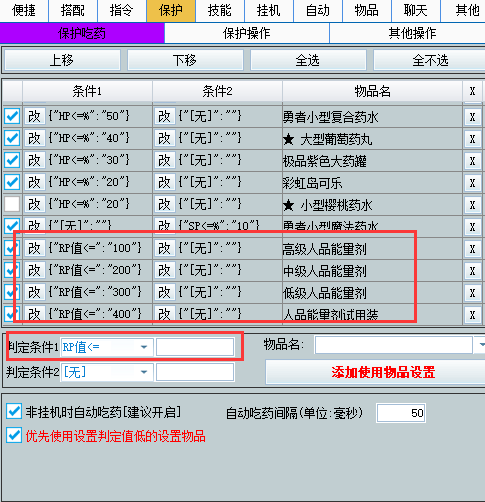 便捷 搭配 指令 保护 技能 挂机 自动 物品 聊天 其他
保护吃药 保护操作 其他操作
上移 下移 全选 全不选
条件1 条件2 物品名 X
改 {"HP<=%":"50"} 改 {"[无]":""} 勇者小型复合药水 X
改 {"HP<=%":"40"} 改 {"[无]":""} ★ 大型葡萄药丸 X
改 {"HP<=%":"30"} 改 {"[无]":""} 极品紫色大药罐 X
改 {"HP<=%":"20"} 改 {"[无]":""} 彩虹岛可乐 X
改 {"HP<=%":"20"} 改 {"[无]":""} ★ 小型樱桃药水 X
改 {"[无]":""} 改 {"SP<=%":"10"} 勇者小型魔法药水 X
改 {"RP值<=":"100"} 改 {"[无]":""} 高级人品能量剂 X
改 {"RP值<=":"200"} 改 {"[无]":""} 中级人品能量剂 X
改 {"RP值<=":"300"} 改 {"[无]":""} 低级人品能量剂 X
改 {"RP值<=":"400"} 改 {"[无]":""} 人品能量剂试用装 X
判定条件1 RP值<= 物品名:
判定条件2 [无] 添加使用物品设置
非挂机时自动吃药[建议开启] 自动吃药间隔(单位:毫秒) 50
优先使用设置判定值低的设置物品